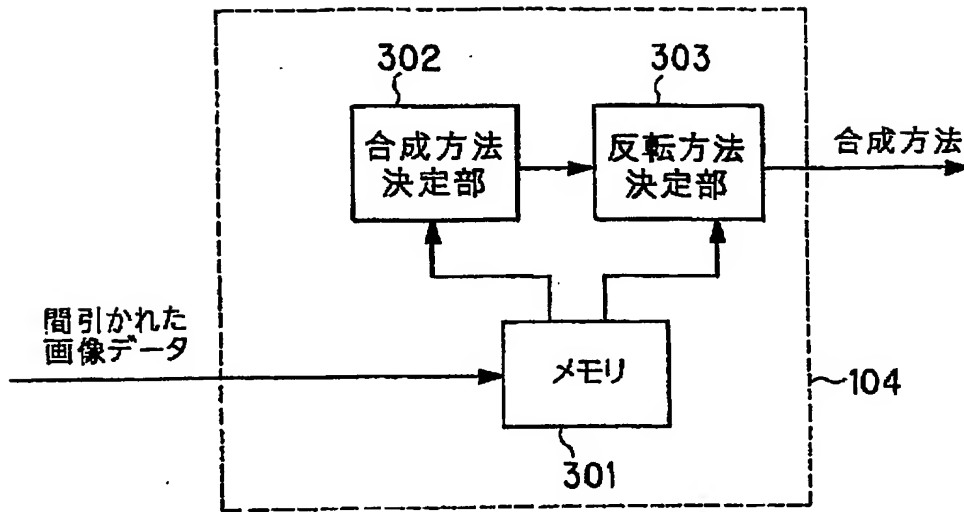 302
303
合成方法
決定部
反転方法
決定部
合成方法
間引かれた
画像データ
メモリ
104
301